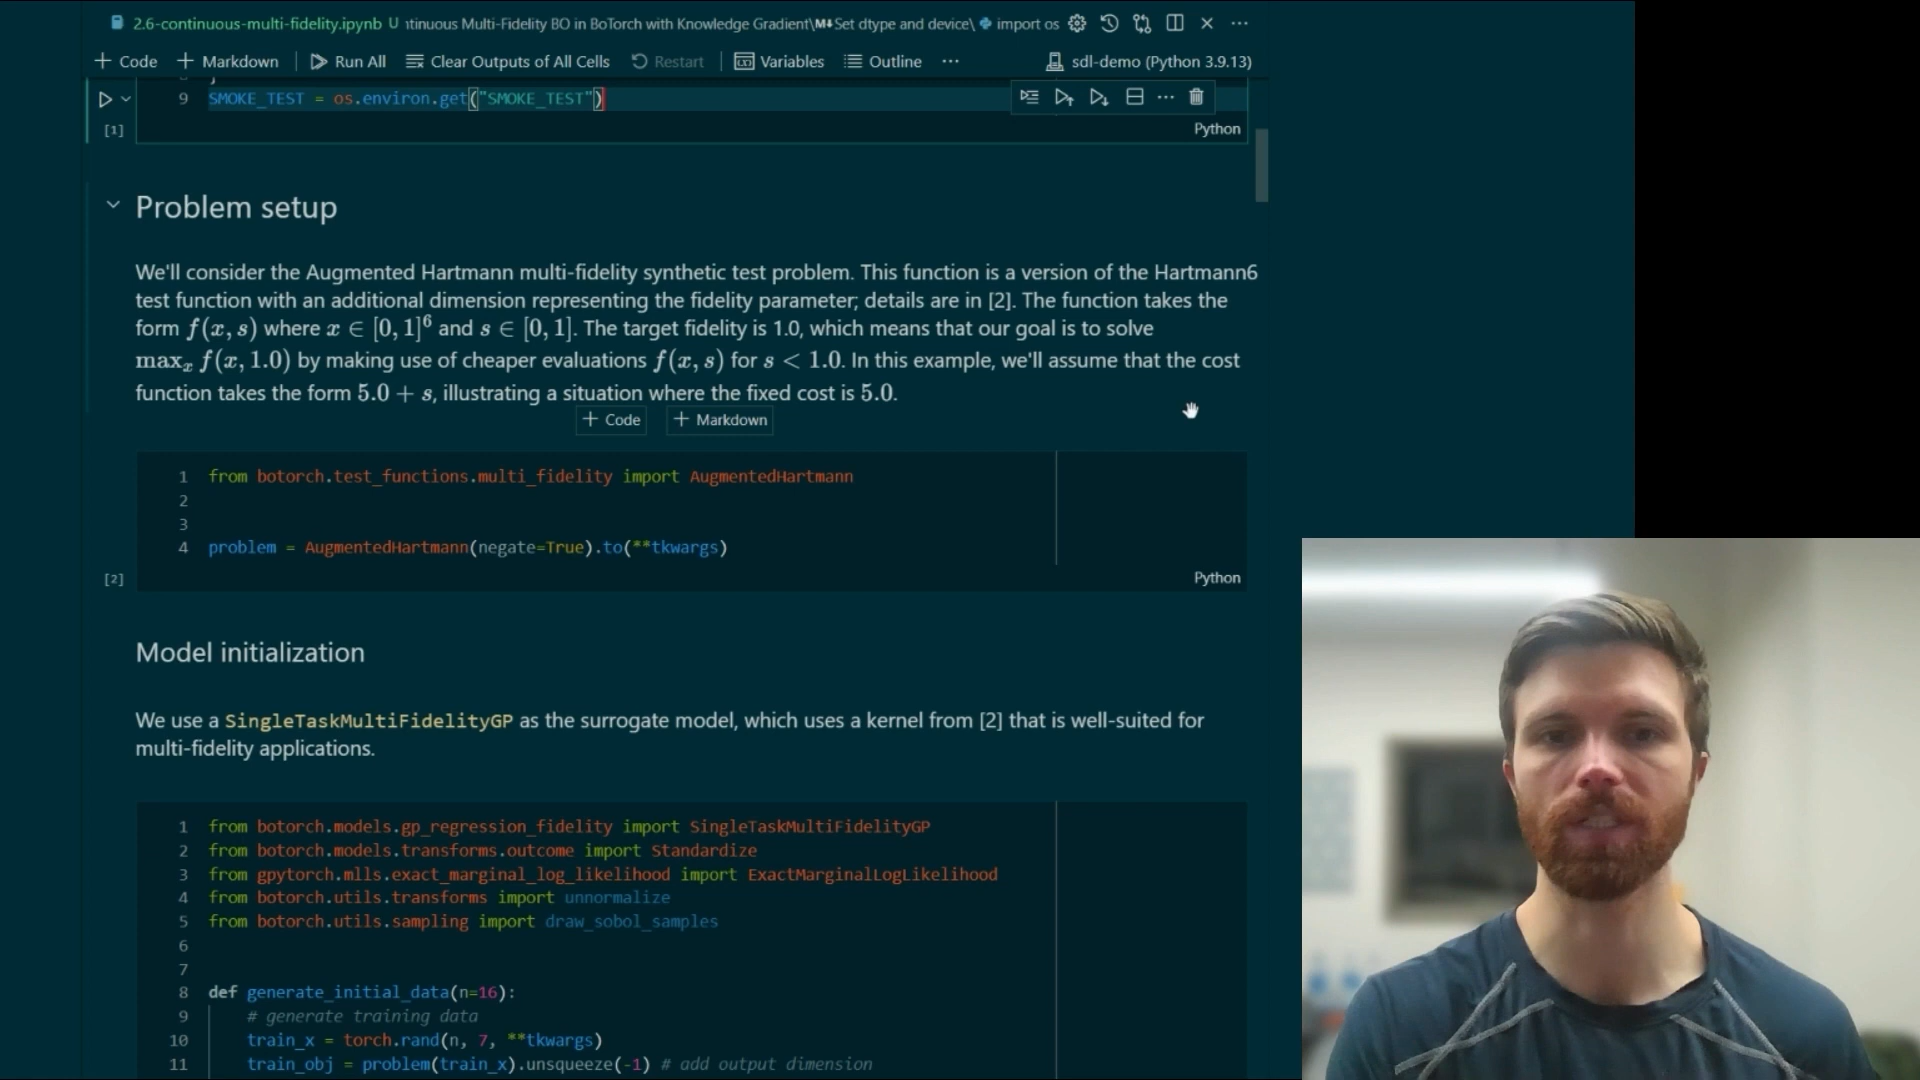 2.6-continuous-multi-fidelity.ipynb U tinuous Multi-Fidelity BO in BoTorch with Knowledge Gradient\M↓Set dtype and device\ import os
+ Code + Markdown Run All Clear Outputs of All Cells Restart Variables Outline ··· sdl-demo (Python 3.9.13)
9 SMOKE_TEST = os.environ.get("SMOKE_TEST")
[1] Python
Problem setup
We'll consider the Augmented Hartmann multi-fidelity synthetic test problem. This function is a version of the Hartmann6
test function with an additional dimension representing the fidelity parameter; details are in [2]. The function takes the
form f(x, s) where x ∈ [0, 1]⁶ and s ∈ [0, 1]. The target fidelity is 1.0, which means that our goal is to solve
maxₓ f(x, 1.0) by making use of cheaper evaluations f(x, s) for s < 1.0. In this example, we'll assume that the cost
function takes the form 5.0 + s, illustrating a situation where the fixed cost is 5.0.
+ Code + Markdown
1 from botorch.test_functions.multi_fidelity import AugmentedHartmann
2
3
4 problem = AugmentedHartmann(negate=True).to(**tkwargs)
[2] Python
Model initialization
We use a SingleTaskMultiFidelityGP as the surrogate model, which uses a kernel from [2] that is well-suited for
multi-fidelity applications.
1 from botorch.models.gp_regression_fidelity import SingleTaskMultiFidelityGP
2 from botorch.models.transforms.outcome import Standardize
3 from gpytorch.mlls.exact_marginal_log_likelihood import ExactMarginalLogLikelihood
4 from botorch.utils.transforms import unnormalize
5 from botorch.utils.sampling import draw_sobol_samples
6
7
8 def generate_initial_data(n=16):
9 # generate training data
10 train_x = torch.rand(n, 7, **tkwargs)
11 train_obj = problem(train_x).unsqueeze(-1) # add output dimension